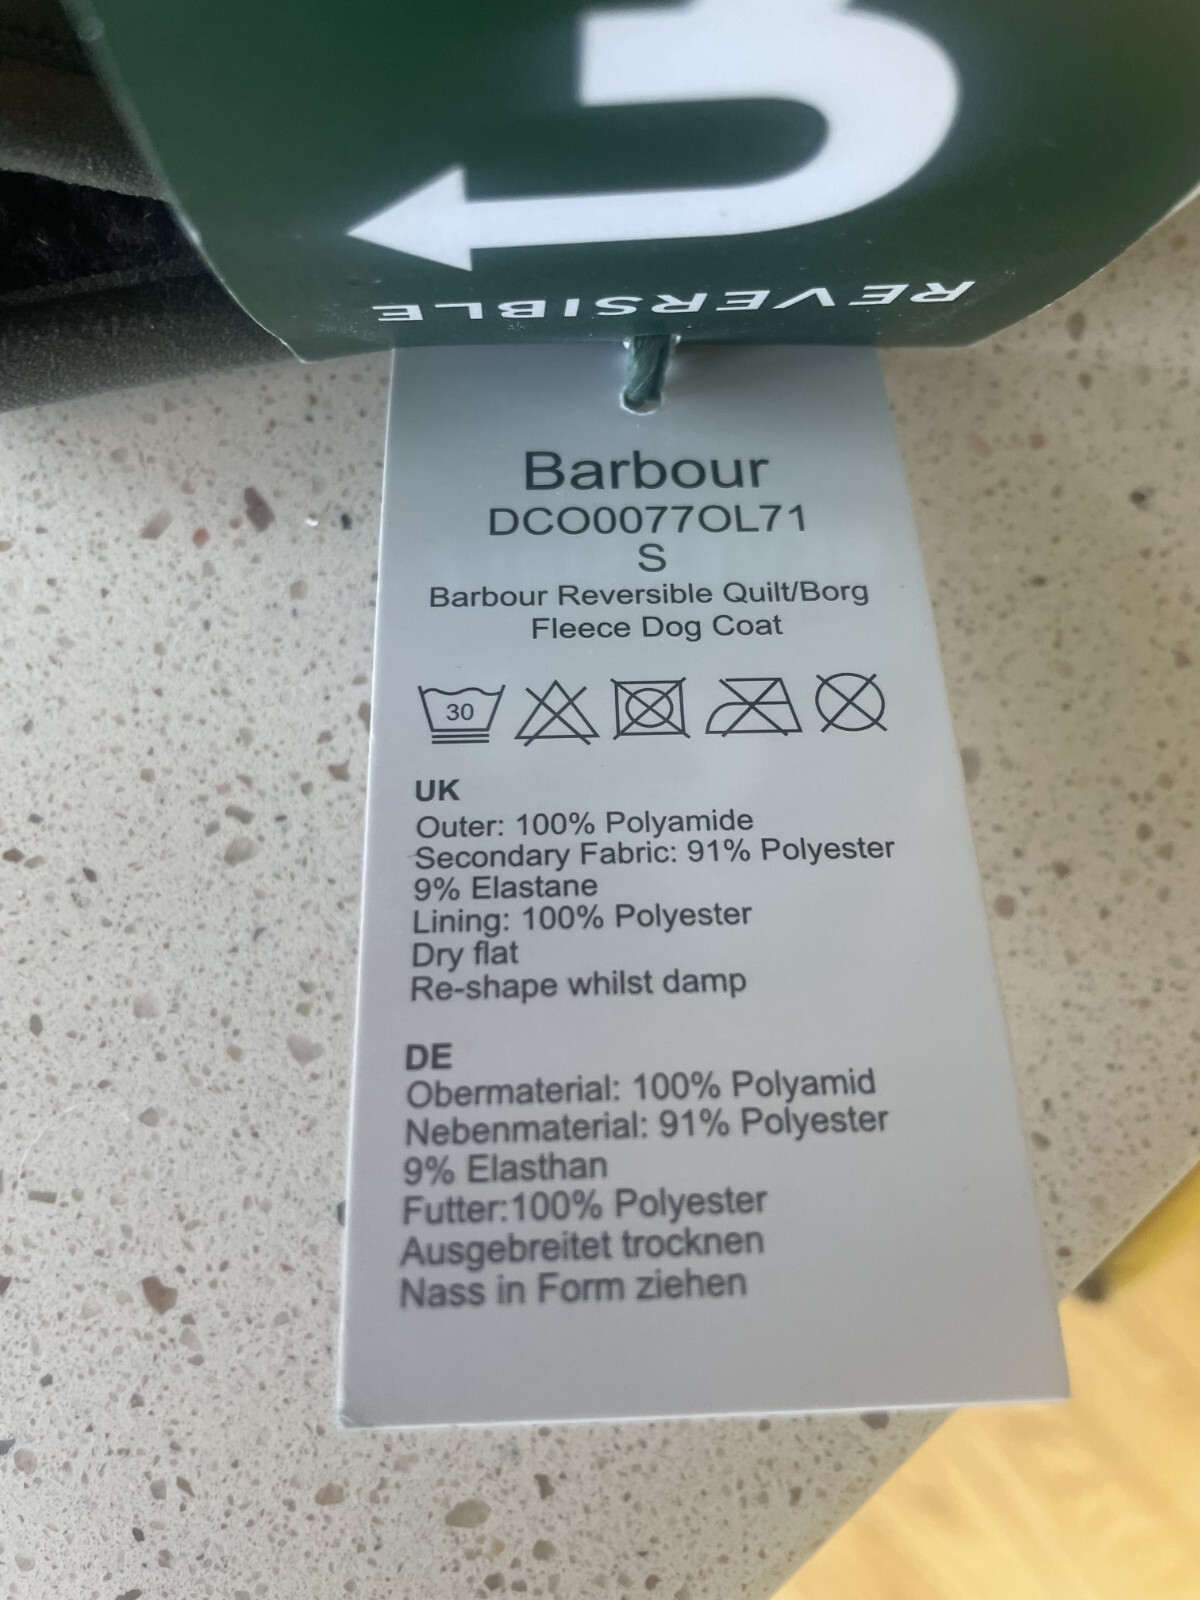 REVERSIBLE
Barbour
DCO0077OL71
S
Barbour Reversible Quilt/Borg
Fleece Dog Coat
30
UK
Outer: 100% Polyamide
Secondary Fabric: 91% Polyester
9% Elastane
Lining: 100% Polyester
Dry flat
Re-shape whilst damp
DE
Obermaterial: 100% Polyamid
Nebenmaterial: 91% Polyester
9% Elasthan
Futter:100% Polyester
Ausgebreitet trocknen
Nass in Form ziehen